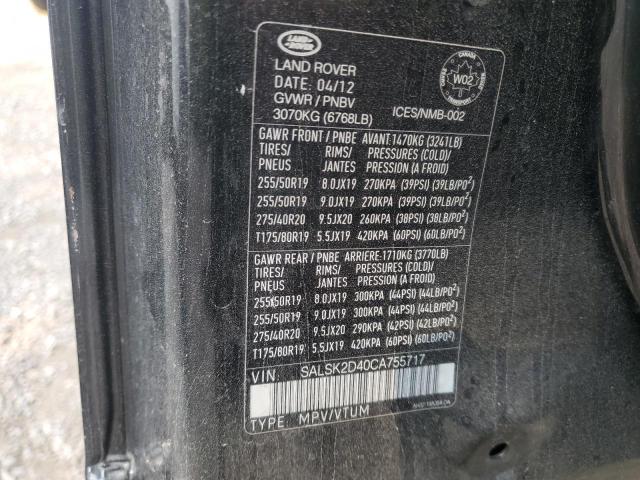 LAND ROVER
LAND ROVER
DATE: 04/12
GVWR / PNBV
3070KG (6768LB)
CANADA
W02
TRANSPORT
ICES/NMB-002
GAWR FRONT / PNBE AVANT:1470KG (3241LB)
TIRES/ RIMS/ PRESSURES (COLD)/
PNEUS JANTES PRESSION (A FROID)
255/50R19 8.0JX19 270KPA (39PSI) (39LB/PO²)
255/50R19 9.0JX19 270KPA (39PSI) (39LB/PO²)
275/40R20 9.5JX20 260KPA (38PSI) (38LB/PO²)
T175/80R19 5.5JX19 420KPA (60PSI) (60LB/PO²)
GAWR REAR / PNBE ARRIERE:1710KG (3770LB)
TIRES/ RIMS/ PRESSURES (COLD)/
PNEUS JANTES PRESSION (A FROID)
255/50R19 8.0JX19 300KPA (44PSI) (44LB/PO²)
255/50R19 9.0JX19 300KPA (44PSI) (44LB/PO²)
275/40R20 9.5JX20 290KPA (42PSI) (42LB/PO²)
T175/80R19 5.5JX19 420KPA (60PSI) (60LB/PO²)
VIN: SALSK2D40CA755717
TYPE: MPV/VTUM